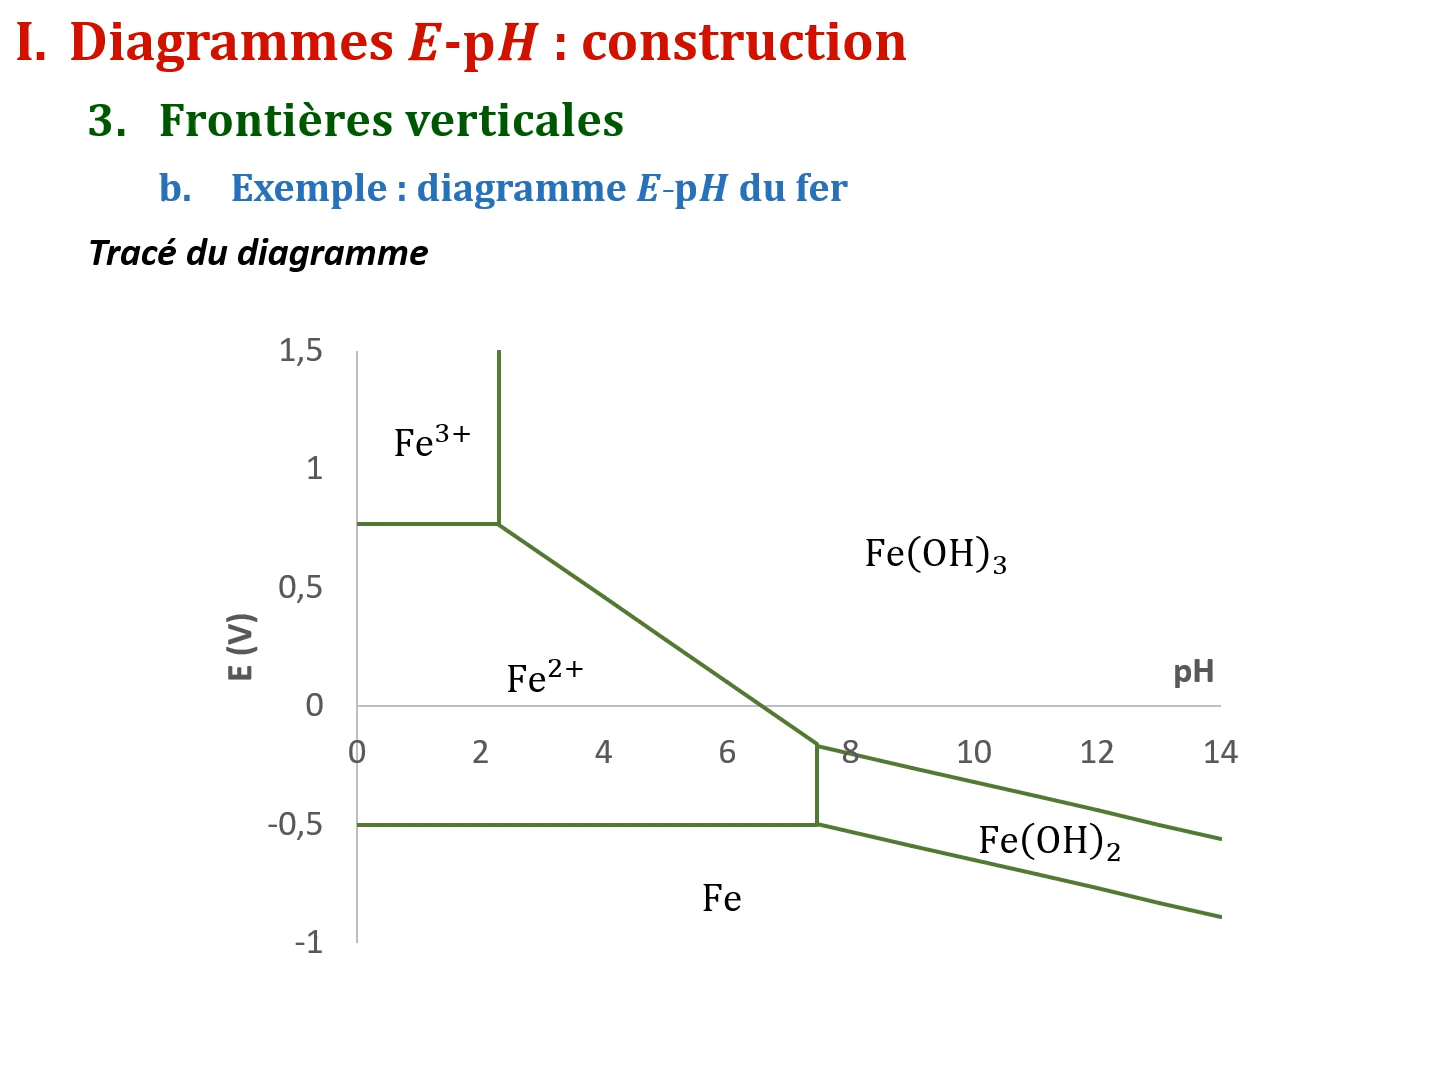 I. Diagrammes E-pH : construction
3. Frontières verticales
b. Exemple : diagramme E-pH du fer
Tracé du diagramme
1,5
Fe³⁺
1
Fe(OH)₃
0,5
E (V)
Fe²⁺
pH
0
0 2 4 6 8 10 12 14
-0,5
Fe(OH)₂
Fe
-1